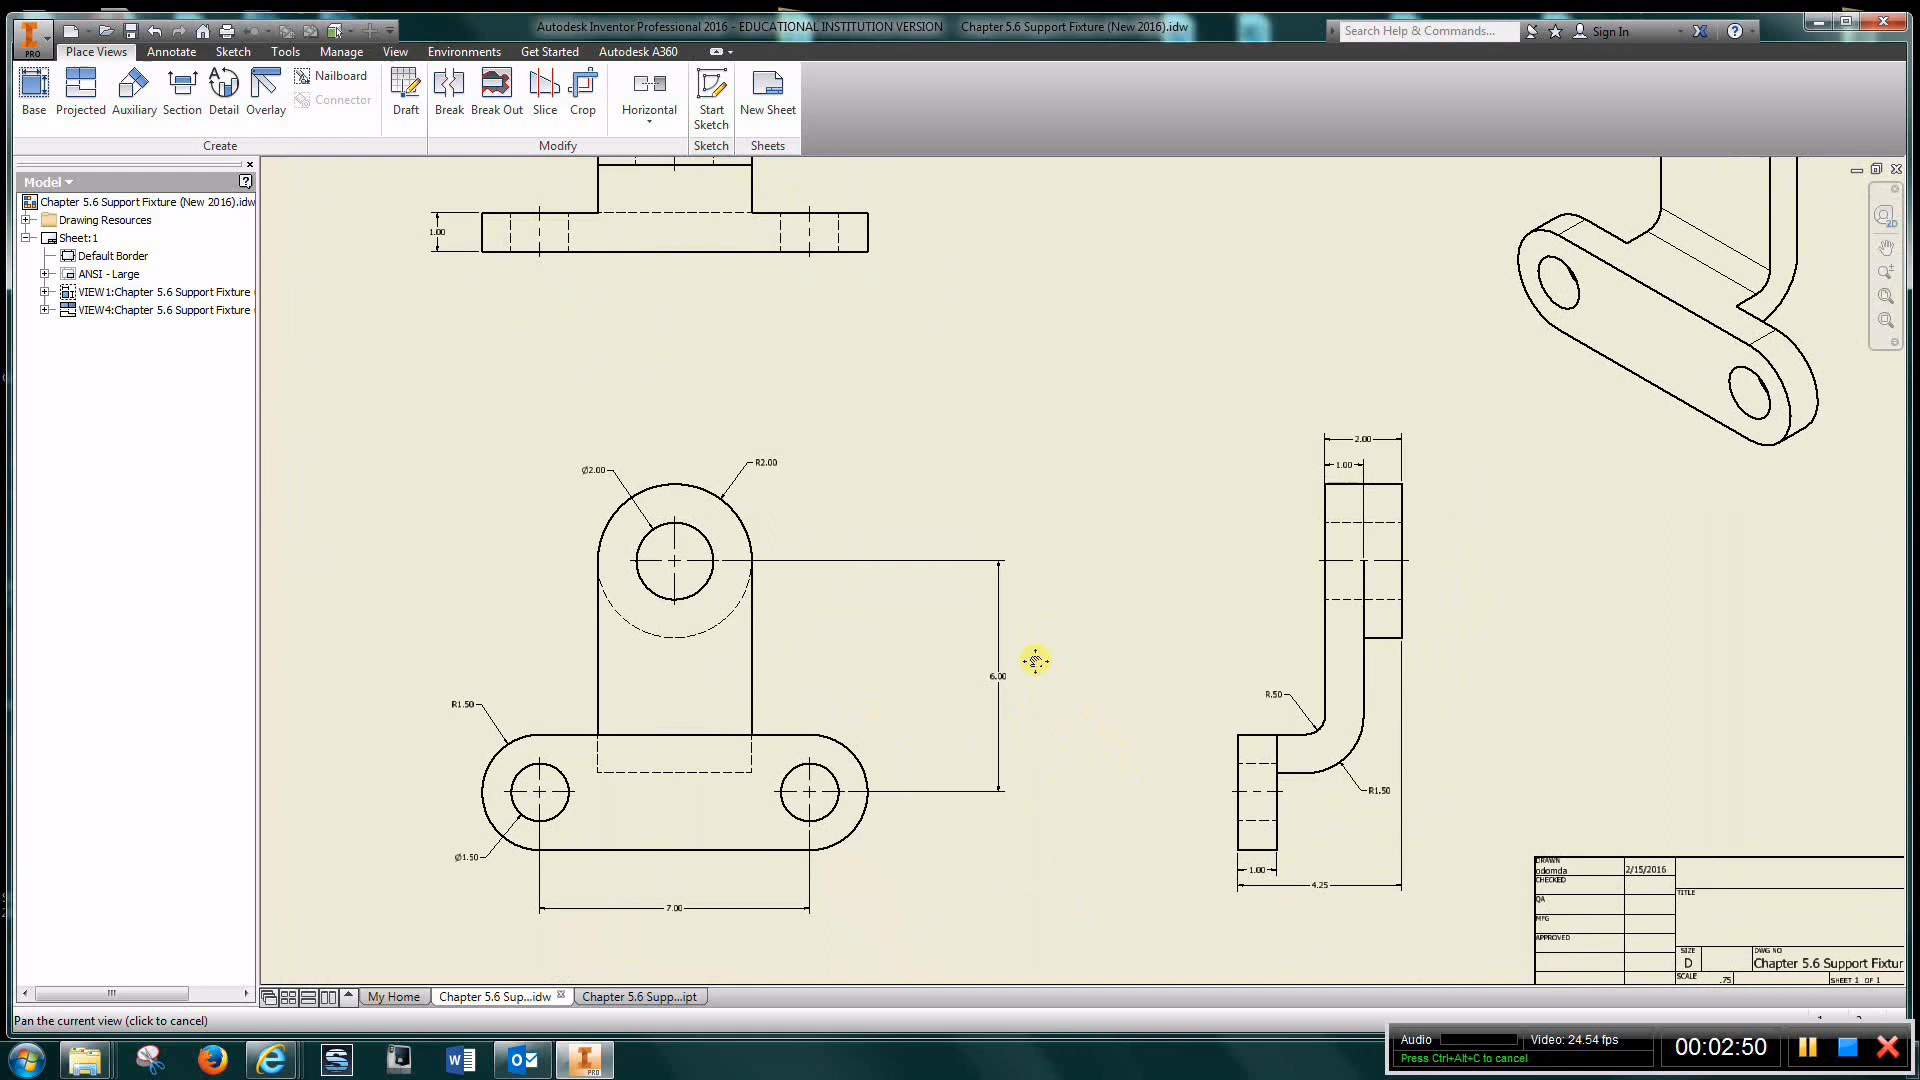 Autodesk Inventor Professional 2016 - EDUCATIONAL INSTITUTION VERSION Chapter 5.6 Support Fixture (New 2016).idw
Search Help & Commands...
Sign In
PRO
Place Views Annotate Sketch Tools Manage View Environments Get Started Autodesk A360
Base Projected Auxiliary Section Detail Overlay
Nailboard
Connector
Draft Break Break Out Slice Crop
Horizontal
Start Sketch
New Sheet
Create Modify Sketch Sheets
Model
Chapter 5.6 Support Fixture (New 2016).idw
Drawing Resources
Sheet:1
Default Border
ANSI - Large
VIEW1:Chapter 5.6 Support Fixture
VIEW4:Chapter 5.6 Support Fixture
2D
1.00
2.00
1.00
Ø2.00
R2.00
6.00
R1.50
R.50
R1.50
Ø1.50
1.00
4.25
7.00
DRAWN
odomda
2/15/2016
CHECKED
QA
MFG
APPROVED
TITLE
SIZE
D
DWG NO
Chapter 5.6 Support Fixtur
SCALE
.75
SHEET 1 OF 1
My Home Chapter 5.6 Sup...idw Chapter 5.6 Supp...ipt
Pan the current view (click to cancel)
Audio
Video: 24.54 fps
Press Ctrl+Alt+C to cancel
00:02:50
PRO